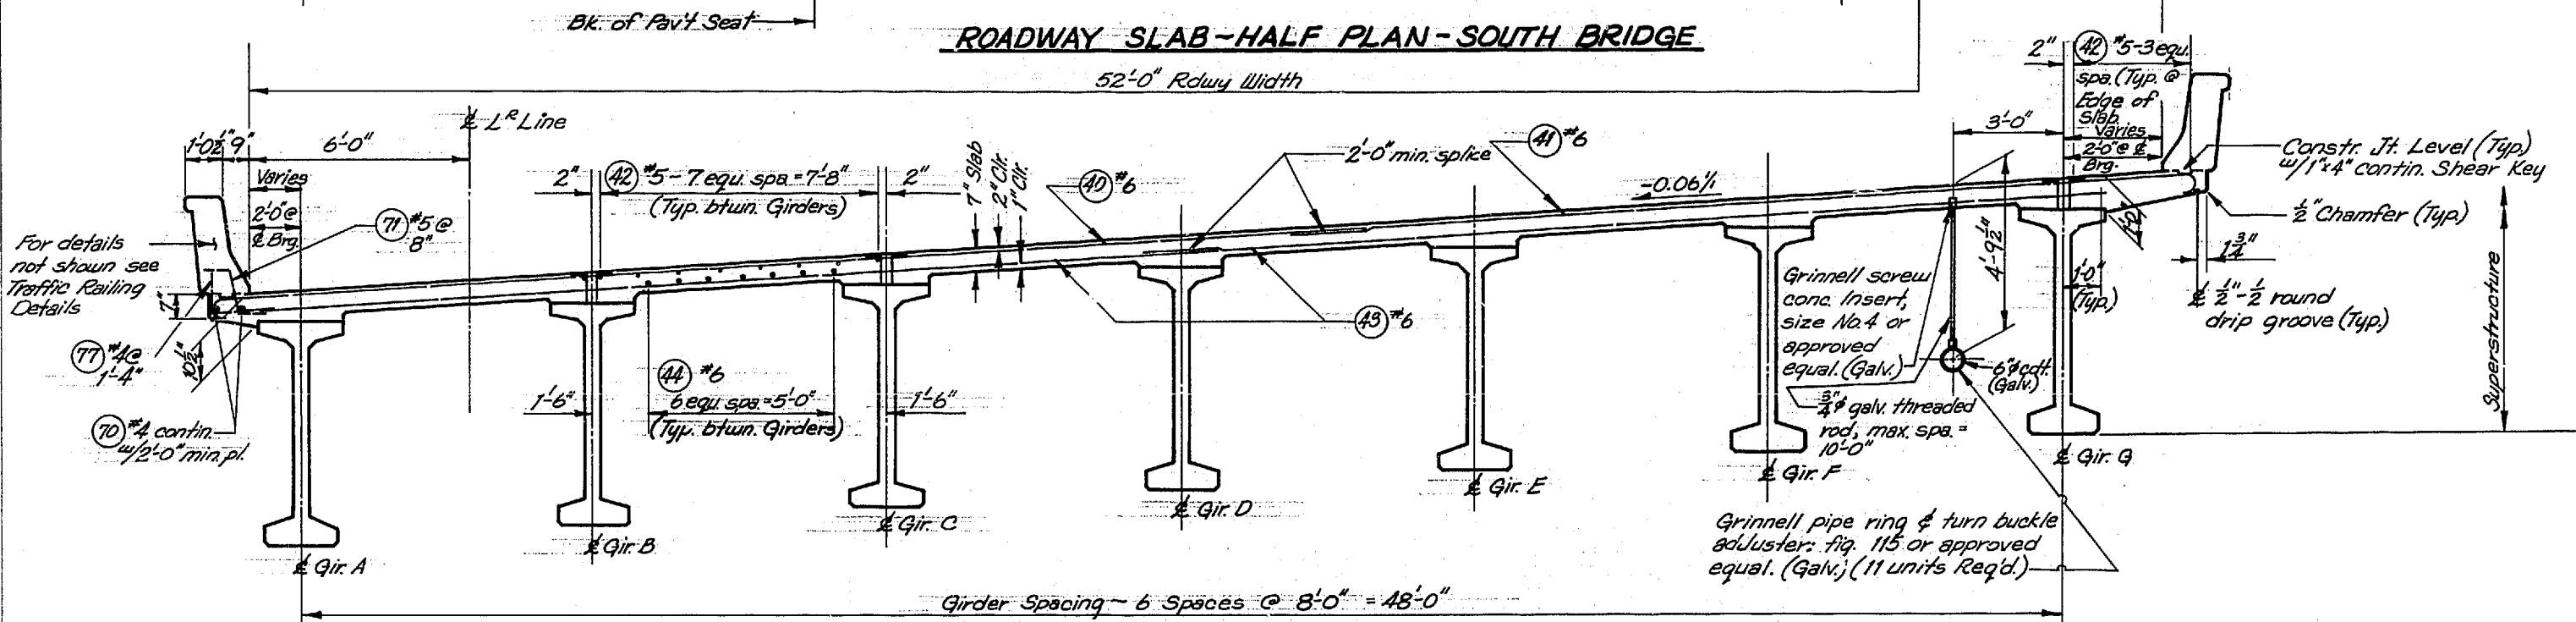 Bk. of Pav't Seat
ROADWAY SLAB~HALF PLAN-SOUTH BRIDGE
52'-0" Rdwy Width
℄ Lᴿ Line
1'-0½"
9"
6'-0"
Varies
2'-0" @
℄ Brg.
71 #5 @
8"
For details
not shown see
Traffic Railing
Details
7"
77 #4@
1'-4"
10½"
70 #4 contin.
w/2'-0" min. pl.
2"
42 #5-7 equ. spa.=7'-8"
(Typ. btwn. Girders)
2"
7" Slab
2" Clr.
1" Clr.
40 #6
2'-0" min. splice
41 #6
-0.06'/1
43 #6
44 #6
6 equ. spa.=5'-0"
(Typ. btwn. Girders)
1'-6"
1'-6"
2"
42 #5-3 equ.
spa. (Typ. @
Edge of
Slab.
Varies
2'-0" @ ℄
Brg.
3'-0"
Constr. Jt. Level (Typ.)
w/1"x4" contin. Shear Key
½" Chamfer (Typ.)
1¾"
℄ ½"-½ round
drip groove (Typ.)
1'-0"
(Typ.)
4'-9½"
Superstructure
Grinnell screw
conc. Insert,
size No. 4 or
approved
equal. (Galv.)
6"φ cdt.
(Galv.)
¾"φ galv. threaded
rod, max. spa. =
10'-0"
Grinnell pipe ring & turn buckle
adjuster: fig. 115 or approved
equal. (Galv.) (11 units Req'd.)
℄ Gir. A
℄ Gir. B
℄ Gir. C
℄ Gir. D
℄ Gir. E
℄ Gir. F
℄ Gir. G
Girder Spacing ~ 6 Spaces @ 8'-0" = 48'-0"